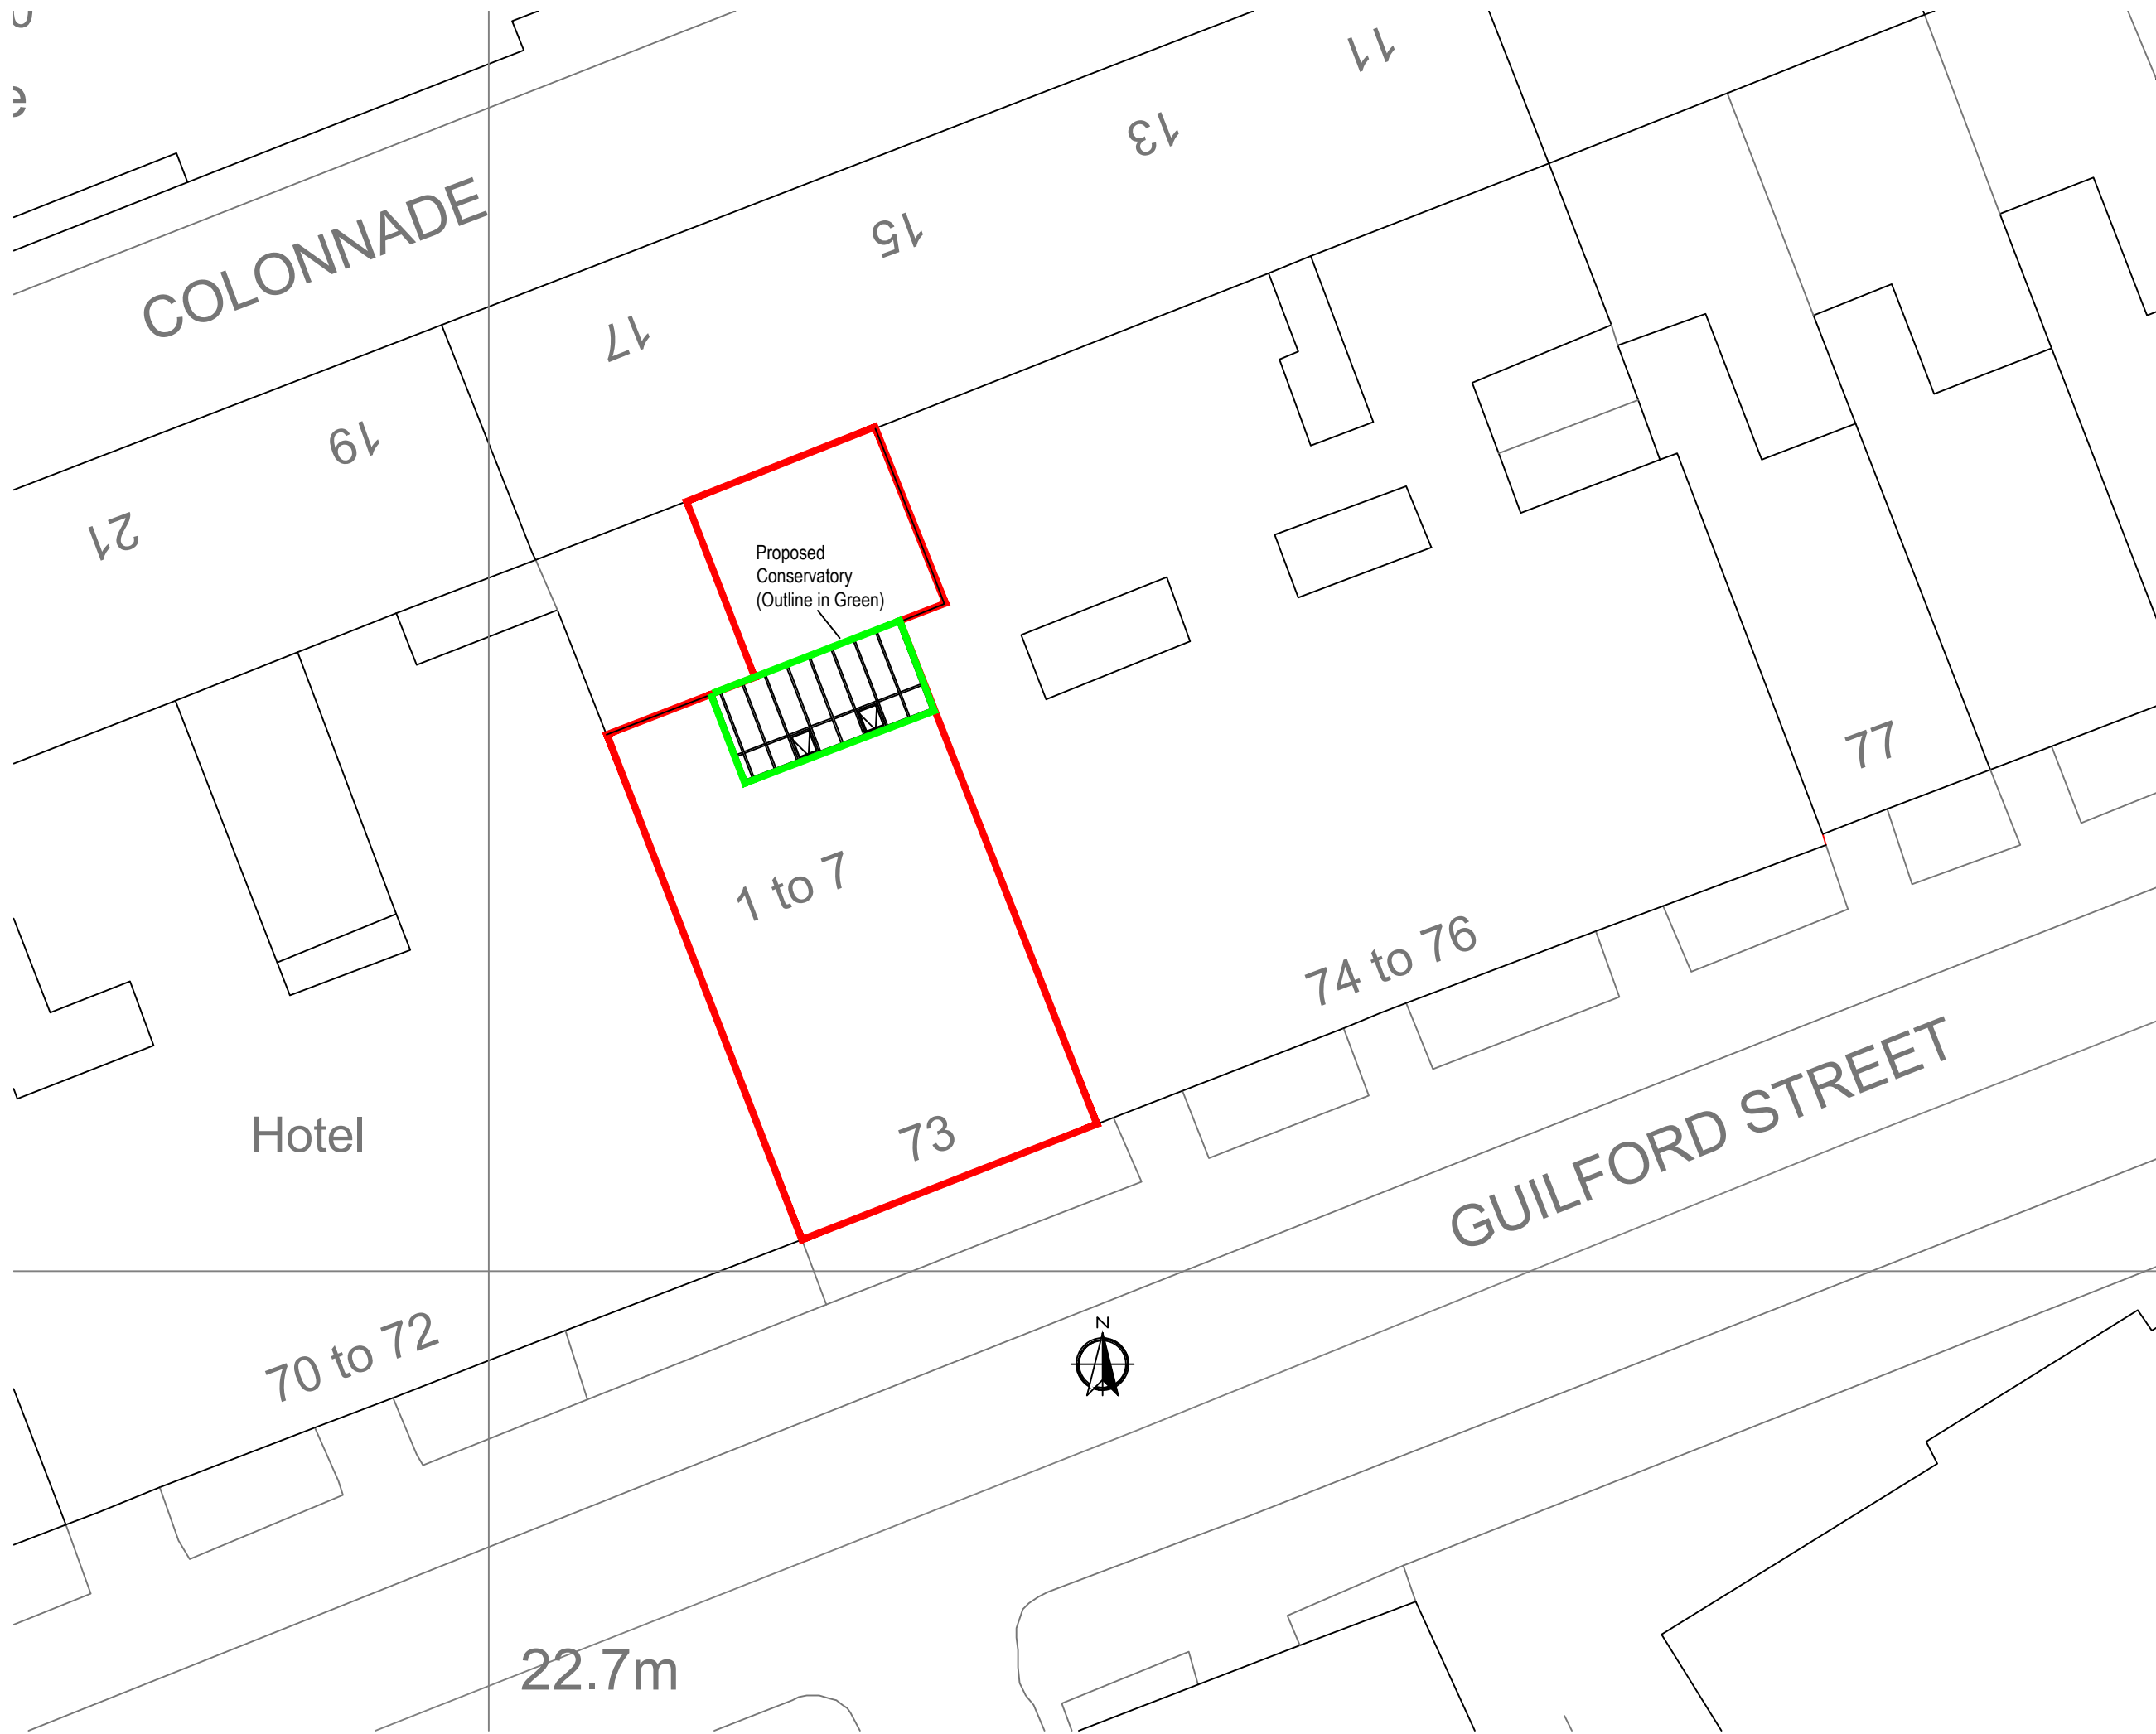 11
13
COLONNADE
15
17
19
21
Proposed
Conservatory
(Outline in Green)
77
1 to 7
74 to 76
GUILFORD STREET
73
Hotel
N
70 to 72
22.7m